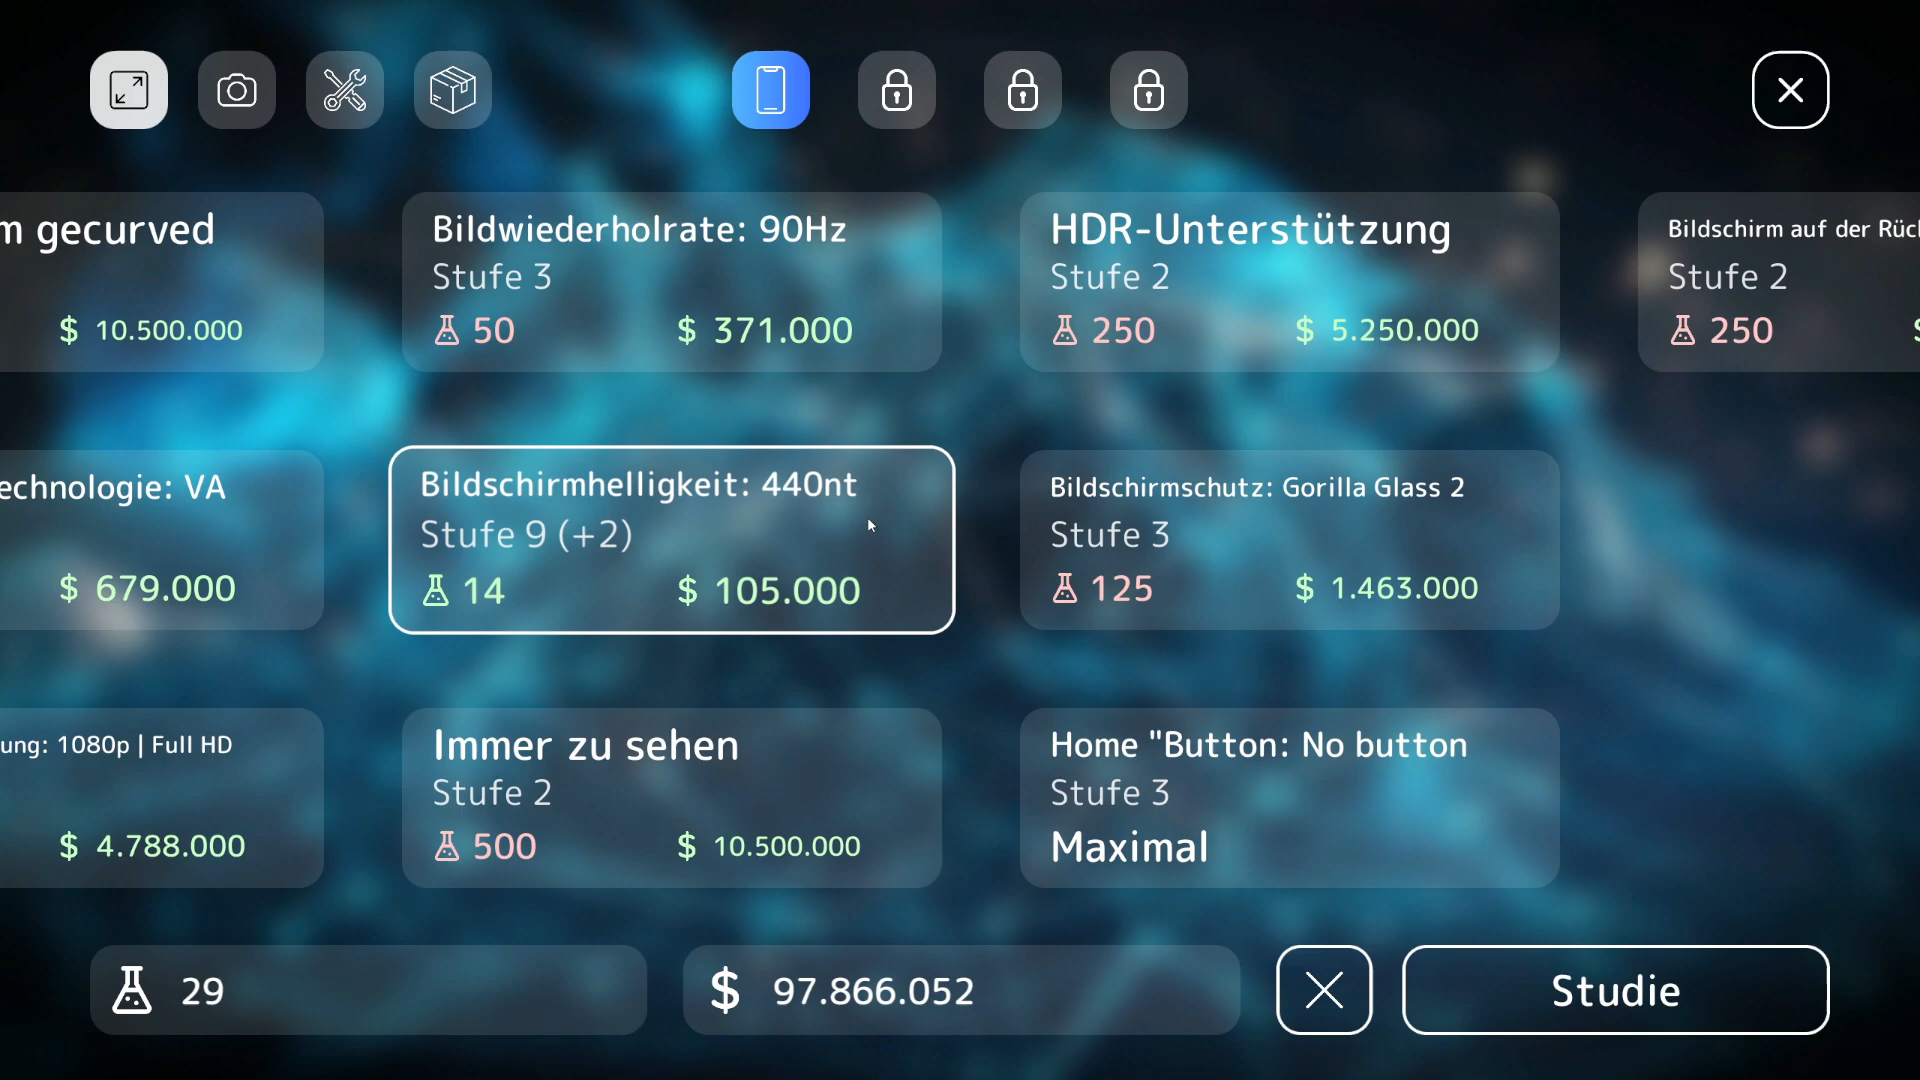 m gecurved
$ 10.500.000
Bildwiederholrate: 90Hz
Stufe 3
50
$ 371.000
HDR-Unterstützung
Stufe 2
250
$ 5.250.000
Bildschirm auf der Rüc
Stufe 2
250
$
echnologie: VA
$ 679.000
Bildschirmhelligkeit: 440nt
Stufe 9 (+2)
14
$ 105.000
Bildschirmschutz: Gorilla Glass 2
Stufe 3
125
$ 1.463.000
ung: 1080p | Full HD
$ 4.788.000
Immer zu sehen
Stufe 2
500
$ 10.500.000
Home "Button: No button
Stufe 3
Maximal
29
$ 97.866.052
Studie